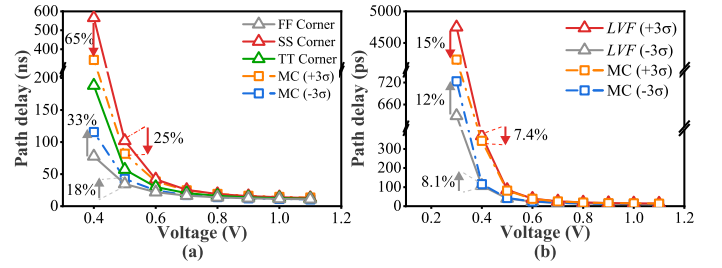 (a)
600
500
400
300
200
150
100
50
0
Path delay (ns)
65%
33%
18%
25%
FF Corner
SS Corner
TT Corner
MC (+3σ)
MC (-3σ)
0.4 0.6 0.8 1.0 1.2
Voltage (V)
(a)
(b)
5000
4500
720
660
300
200
100
0
Path delay (ps)
15%
12%
8.1%
7.4%
LVF (+3σ)
LVF (-3σ)
MC (+3σ)
MC (-3σ)
0.2 0.4 0.6 0.8 1.0 1.2
Voltage (V)
(b)